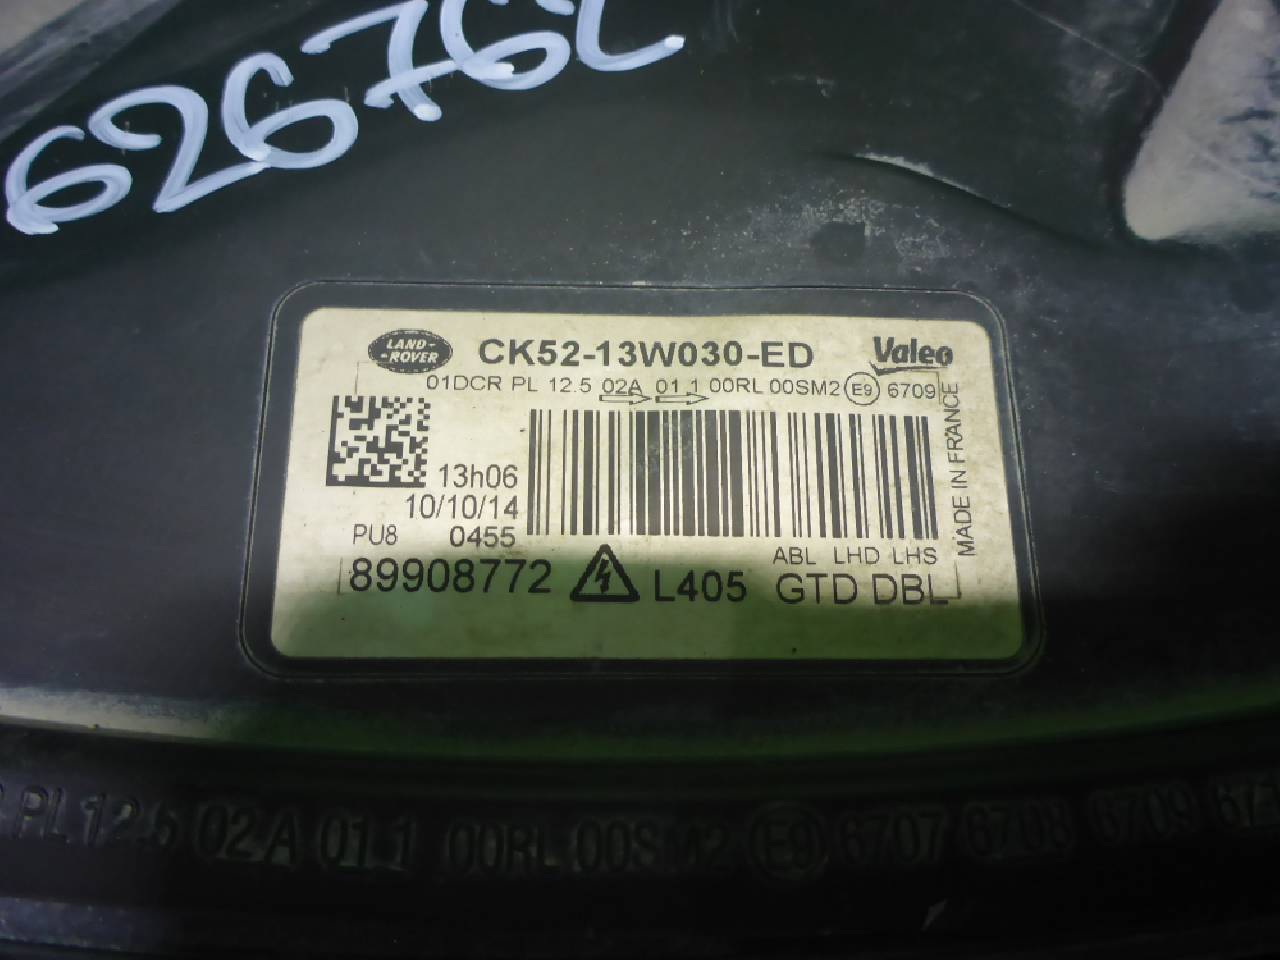 62676L
LAND-
-ROVER
CK52-13W030-ED
Valeo
01DCR PL 12.5 02A 01 1 00RL 00SM2 E9 6709
13h06
10/10/14
PU8 0455
MADE IN FRANCE
ABL LHD LHS
89908772 L405 GTD DBL
PL 12.5 02A 01 1 00RL 00SM2 E9 6707 6708 6709